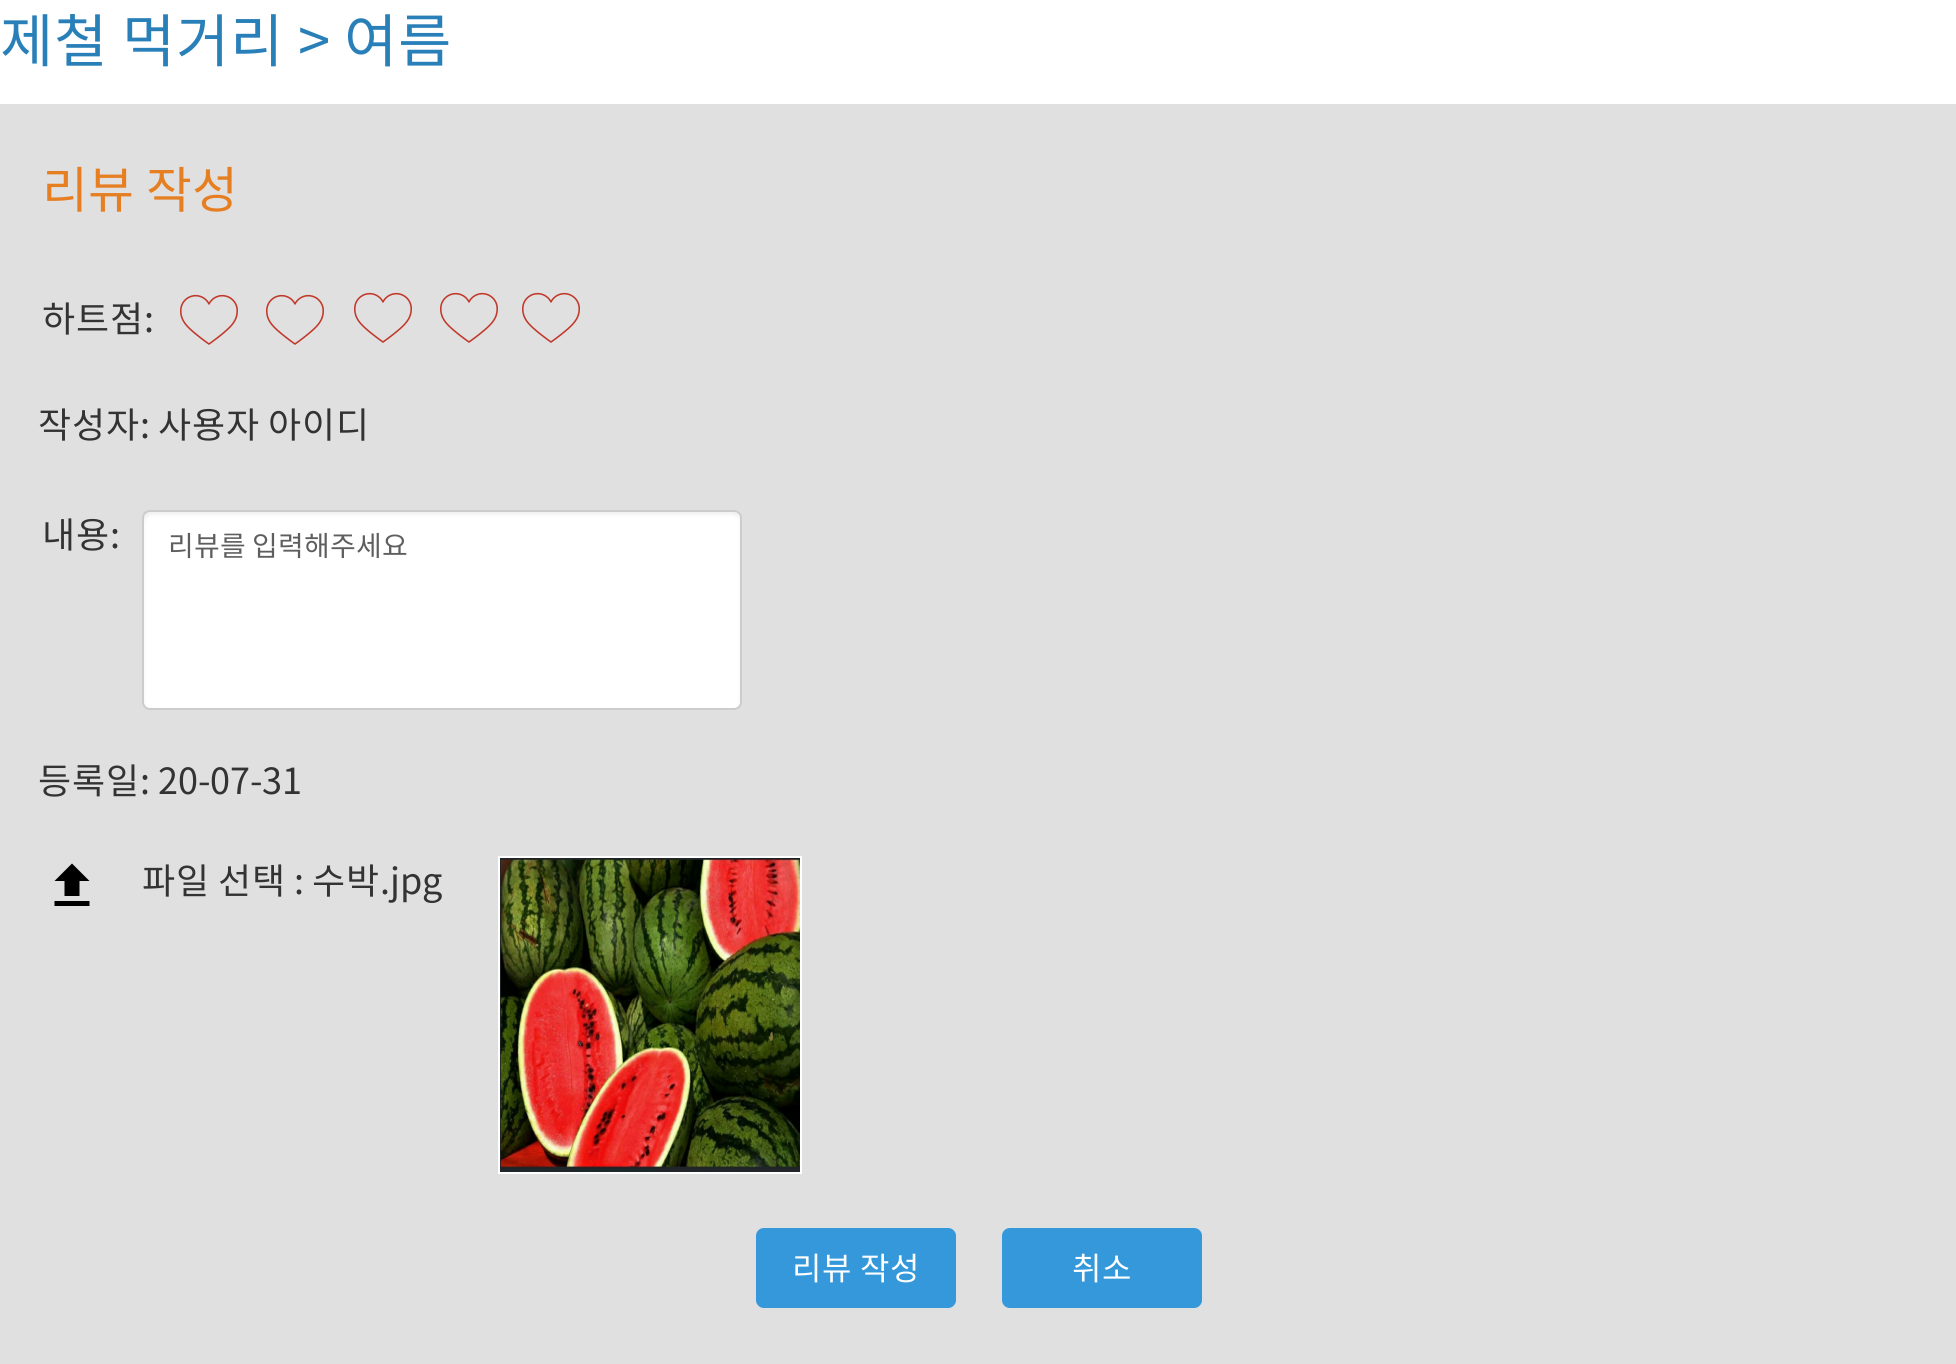 제철 먹거리 > 여름
리뷰 작성
하트점:
작성자: 사용자 아이디
내용: 리뷰를 입력해주세요
등록일: 20-07-31
파일 선택 : 수박.jpg
리뷰 작성 취소